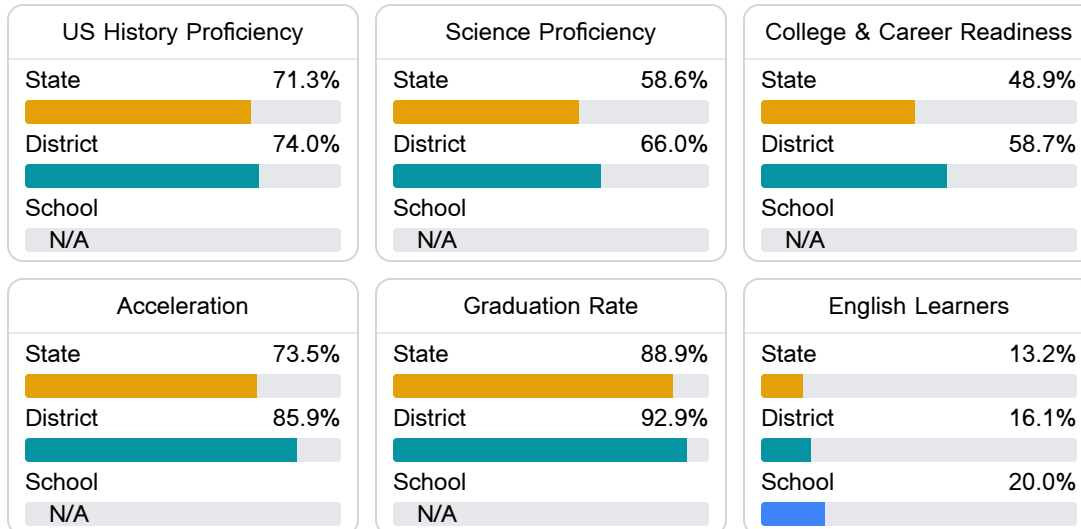 US History Proficiency
State 71.3%
District 74.0%
School
N/A
Science Proficiency
State 58.6%
District 66.0%
School
N/A
College & Career Readiness
State 48.9%
District 58.7%
School
N/A
Acceleration
State 73.5%
District 85.9%
School
N/A
Graduation Rate
State 88.9%
District 92.9%
School
N/A
English Learners
State 13.2%
District 16.1%
School 20.0%